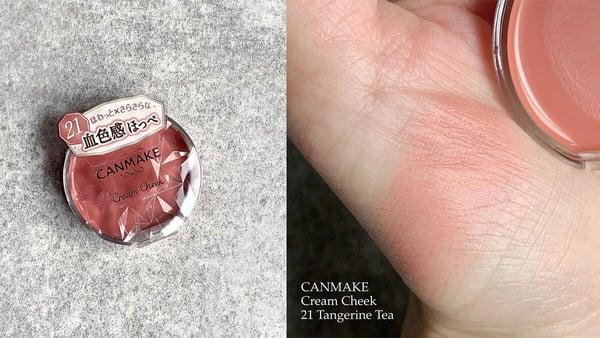 21
ほわっと×さらさらな
血色感ほっぺ
CANMAKE
TOKYO
Cream Cheek
CANMAKE
Cream Cheek
21 Tangerine Tea